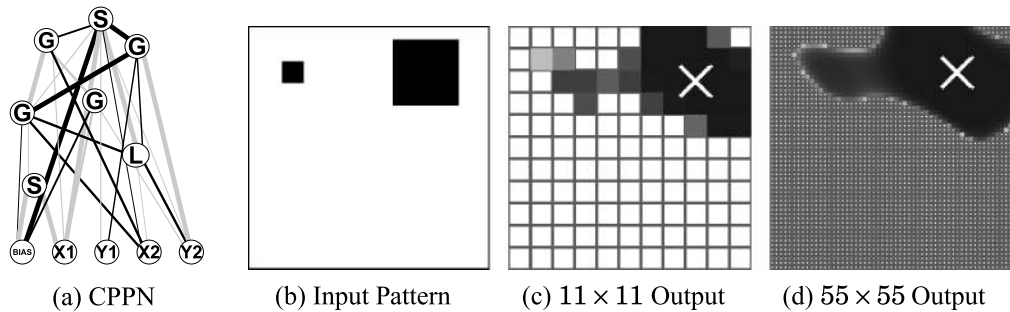 S
G
G
G
G
L
S
BIAS
X1
Y1
X2
Y2
(a) CPPN
(b) Input Pattern
(c) 11 × 11 Output
(d) 55 × 55 Output